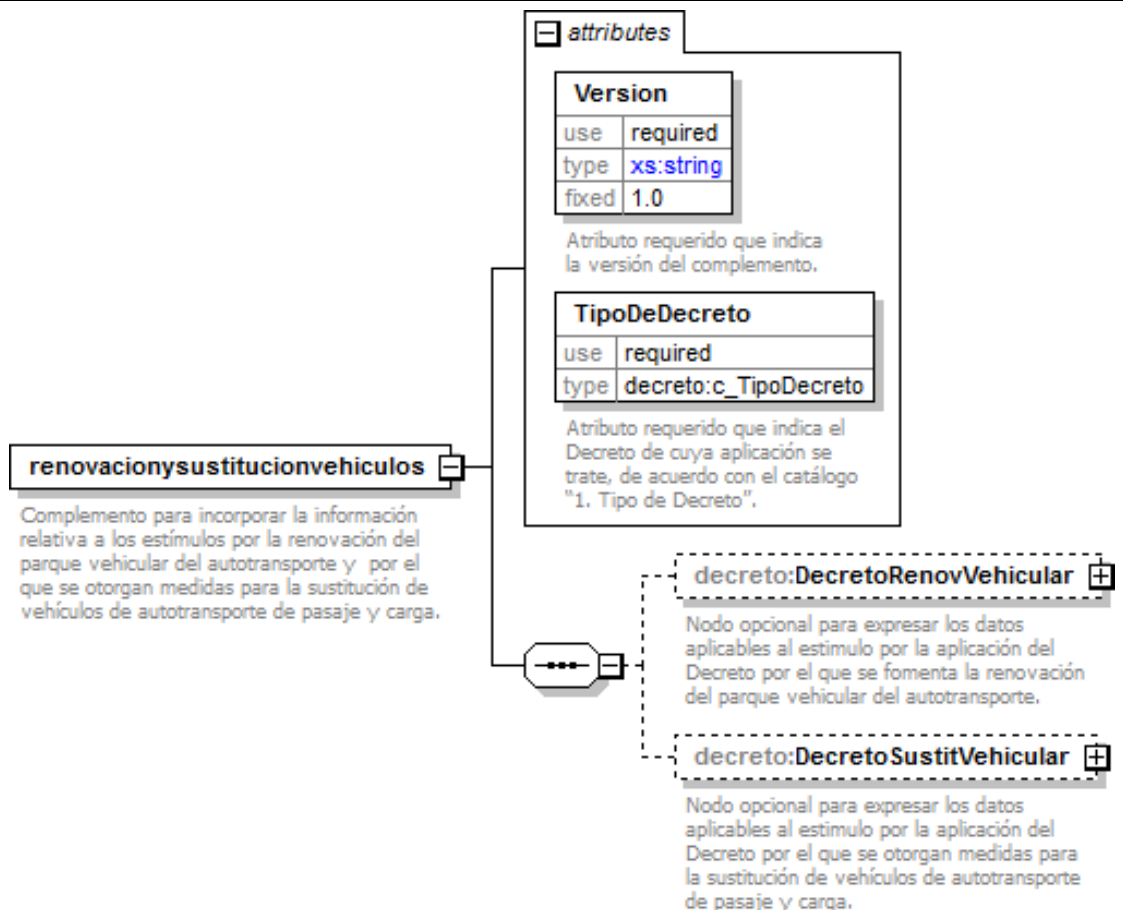 attributes
Version
use required
type xs:string
fixed 1.0
Atributo requerido que indica
la versión del complemento.
TipoDeDecreto
use required
type decreto:c_TipoDecreto
Atributo requerido que indica el
Decreto de cuya aplicación se
trate, de acuerdo con el catálogo
"1. Tipo de Decreto".
renovacionysustitucionvehiculos
Complemento para incorporar la información
relativa a los estímulos por la renovación del
parque vehicular del autotransporte y por el
que se otorgan medidas para la sustitución de
vehículos de autotransporte de pasaje y carga.
decreto:DecretoRenovVehicular
Nodo opcional para expresar los datos
aplicables al estimulo por la aplicación del
Decreto por el que se fomenta la renovación
del parque vehicular del autotransporte.
decreto:DecretoSustitVehicular
Nodo opcional para expresar los datos
aplicables al estimulo por la aplicación del
Decreto por el que se otorgan medidas para
la sustitución de vehículos de autotransporte
de pasaje y carga.